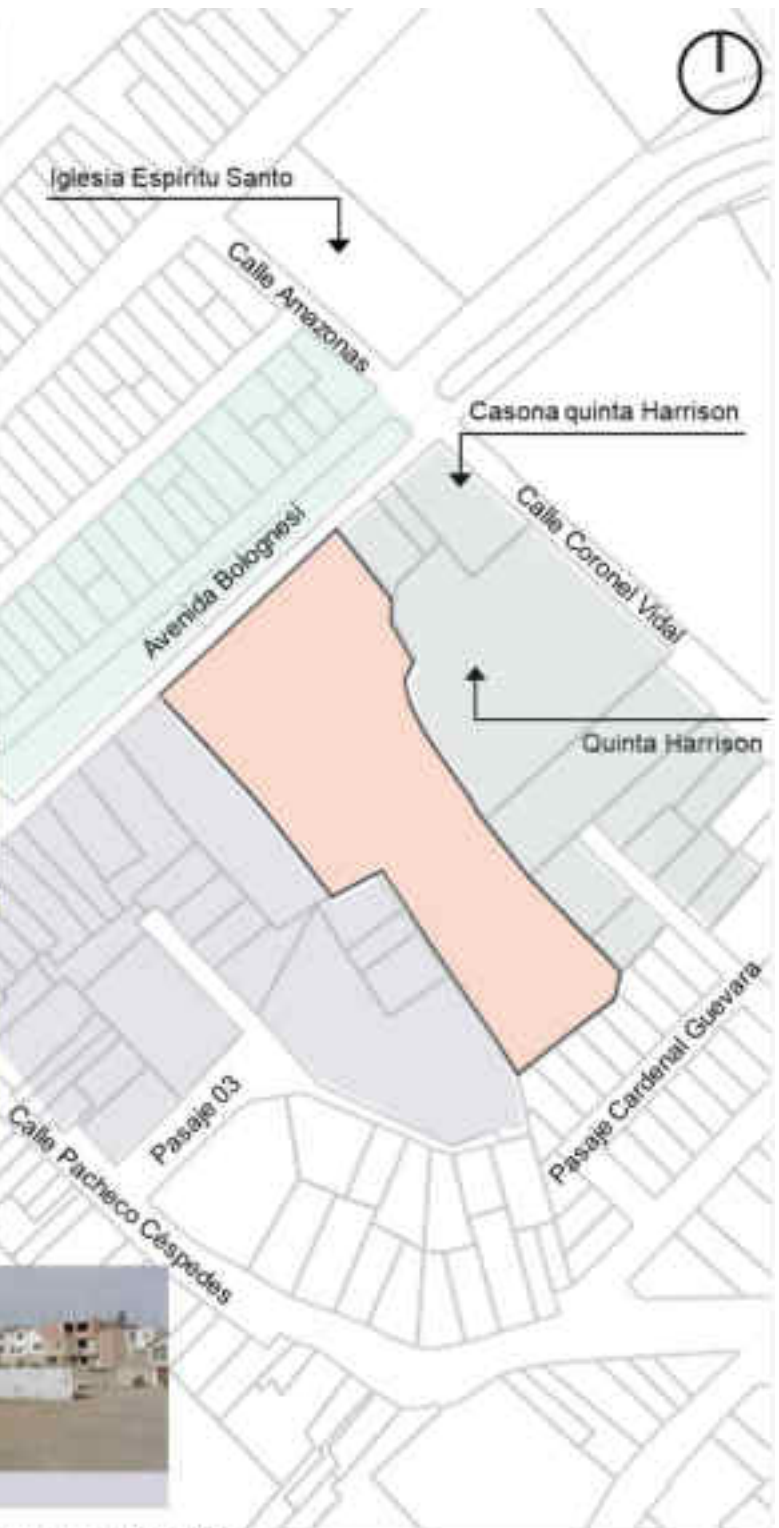 Iglesia Espíritu Santo
Calle Amazonas
Casona quinta Harrison
Calle Coronel Vidal
Avenida Bolognesi
Quinta Harrison
Pasaje Cardenal Guevara
Pasaje 03
Calle Pacheco Céspedes